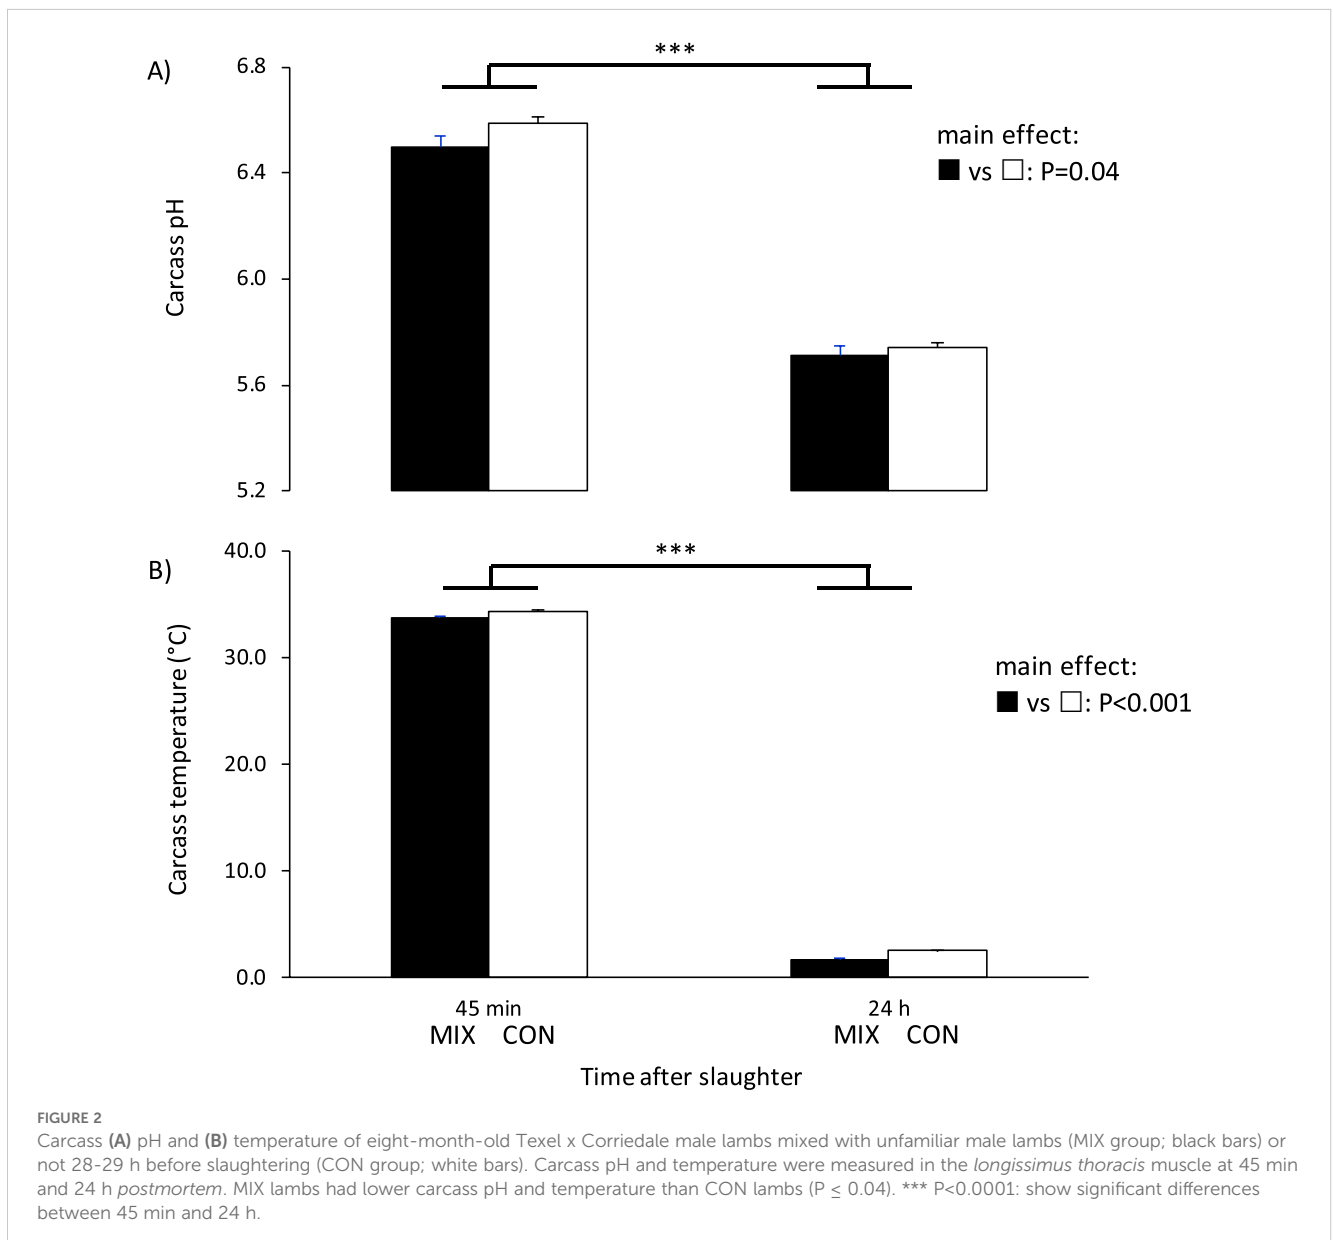 A)
***
6.8
6.4
6.0
5.6
5.2
Carcass pH
main effect:
■ vs □: P=0.04
B)
***
40.0
30.0
20.0
10.0
0.0
Carcass temperature (°C)
main effect:
■ vs □: P<0.001
45 min 24 h
MIX CON MIX CON
Time after slaughter
FIGURE 2
Carcass (A) pH and (B) temperature of eight-month-old Texel x Corriedale male lambs mixed with unfamiliar male lambs (MIX group; black bars) or
not 28-29 h before slaughtering (CON group; white bars). Carcass pH and temperature were measured in the longissimus thoracis muscle at 45 min
and 24 h postmortem. MIX lambs had lower carcass pH and temperature than CON lambs (P ≤ 0.04). *** P<0.0001: show significant differences
between 45 min and 24 h.